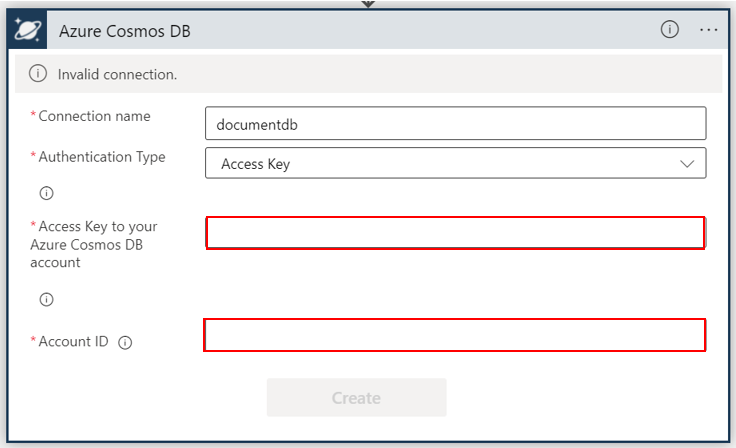 Azure Cosmos DB
Invalid connection.
*Connection name
documentdb
*Authentication Type
Access Key
*Access Key to your
Azure Cosmos DB
account
*Account ID
Create